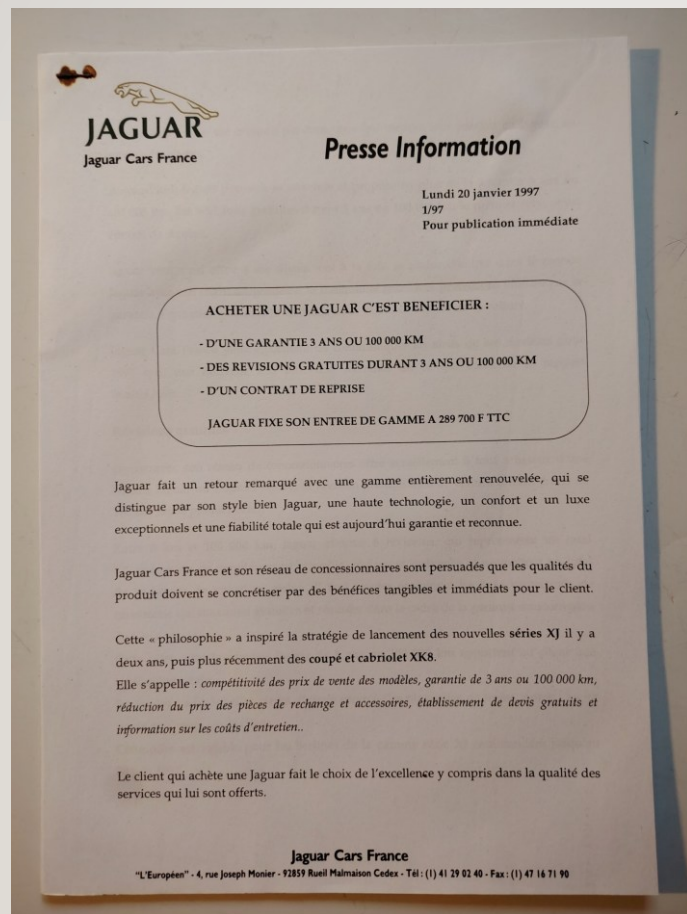 JAGUAR
Jaguar Cars France
Presse Information
Lundi 20 janvier 1997
1/97
Pour publication immédiate
ACHETER UNE JAGUAR C'EST BENEFICIER :
- D'UNE GARANTIE 3 ANS OU 100 000 KM
- DES REVISIONS GRATUITES DURANT 3 ANS OU 100 000 KM
- D'UN CONTRAT DE REPRISE
JAGUAR FIXE SON ENTREE DE GAMME A 289 700 F TTC
Jaguar fait un retour remarqué avec une gamme entièrement renouvelée, qui se
distingue par son style bien Jaguar, une haute technologie, un confort et un luxe
exceptionnels et une fiabilité totale qui est aujourd'hui garantie et reconnue.
Jaguar Cars France et son réseau de concessionnaires sont persuadés que les qualités du
produit doivent se concrétiser par des bénéfices tangibles et immédiats pour le client.
Cette « philosophie » a inspiré la stratégie de lancement des nouvelles séries XJ il y a
deux ans, puis plus récemment des coupé et cabriolet XK8.
Elle s'appelle : compétitivité des prix de vente des modèles, garantie de 3 ans ou 100 000 km,
réduction du prix des pièces de rechange et accessoires, établissement de devis gratuits et
information sur les coûts d'entretien..
Le client qui achète une Jaguar fait le choix de l'excellence y compris dans la qualité des
services qui lui sont offerts.
Jaguar Cars France
"L'Européen" - 4, rue Joseph Monier - 92859 Rueil Malmaison Cedex - Tél : (1) 41 29 02 40 - Fax : (1) 47 16 71 90